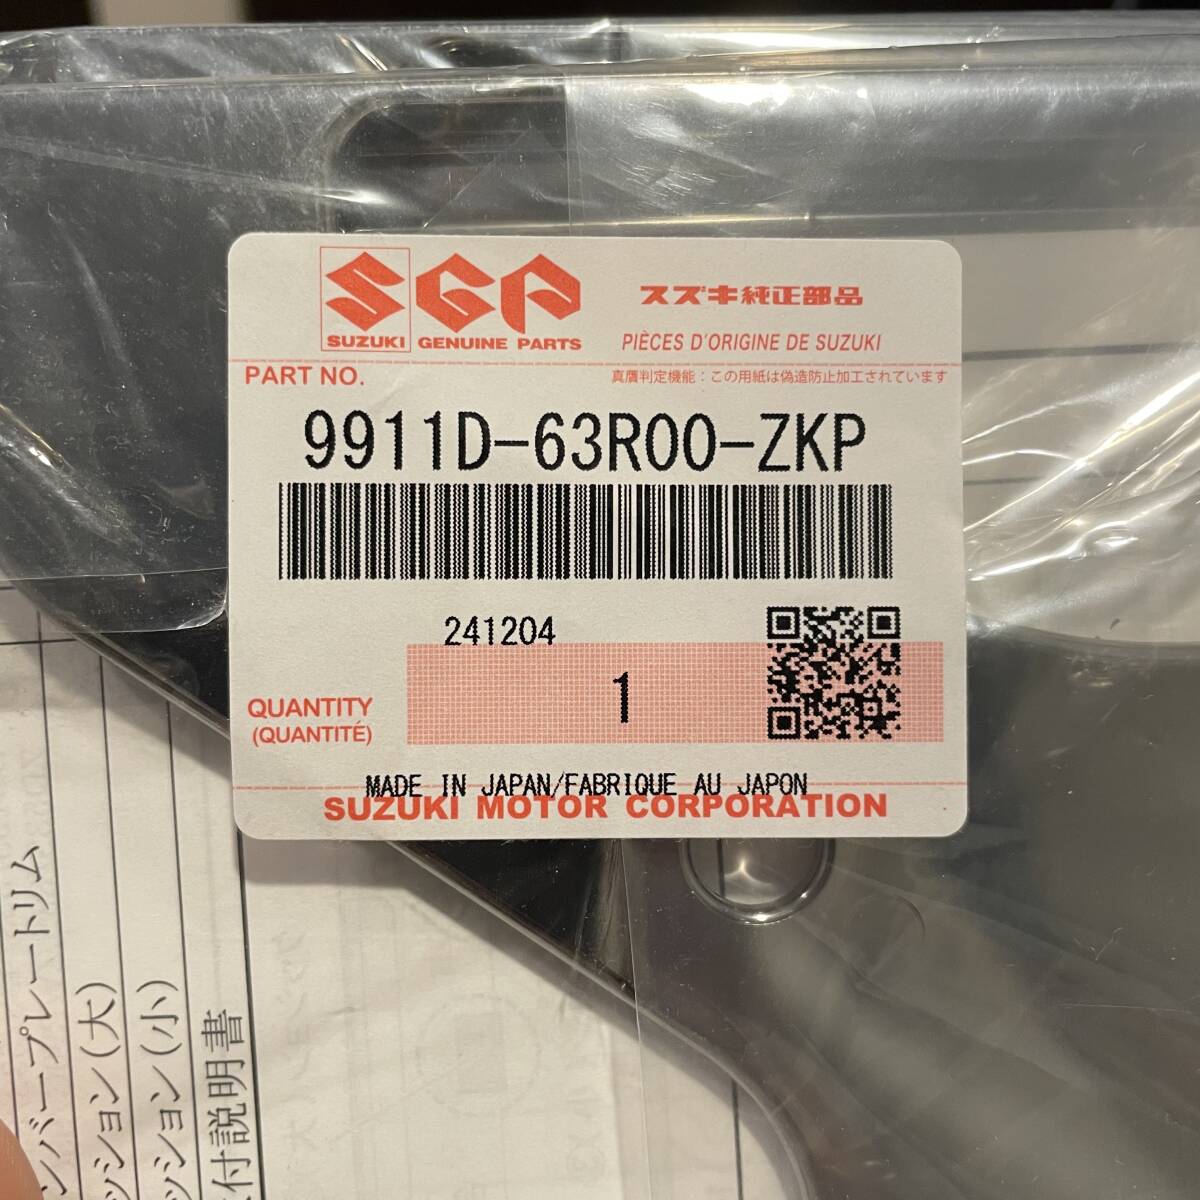 SGP
スズキ純正部品
SUZUKI GENUINE PARTS
PIÈCES D'ORIGINE DE SUZUKI
PART NO.
真贋判定機能：この用紙は偽造防止加工されています
9911D-63R00-ZKP
241204
QUANTITY
(QUANTITÉ)
1
MADE IN JAPAN/FABRIQUE AU JAPON
SUZUKI MOTOR CORPORATION
ンバープレートリム
ッション(大)
ッション(小)
付説明書